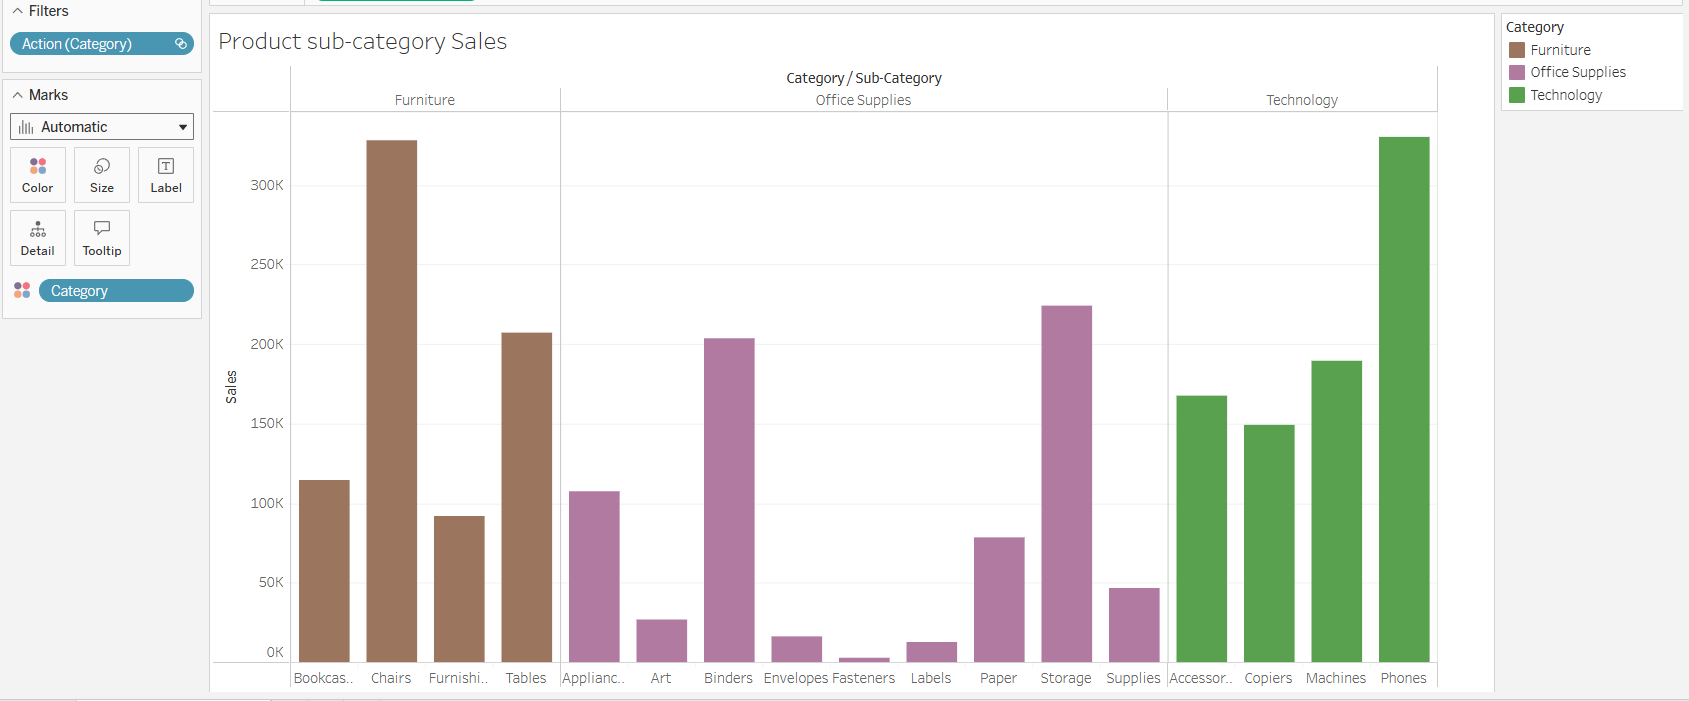 Filters
Action (Category)
Marks
Automatic
Color Size Label
Detail Tooltip
Category
Product sub-category Sales
Category / Sub-Category
Furniture Office Supplies Technology
300K
250K
200K
150K
100K
50K
0K
Sales
Bookcas.. Chairs Furnishi.. Tables Applianc.. Art Binders Envelopes Fasteners Labels Paper Storage Supplies Accessor.. Copiers Machines Phones
Category
Furniture
Office Supplies
Technology